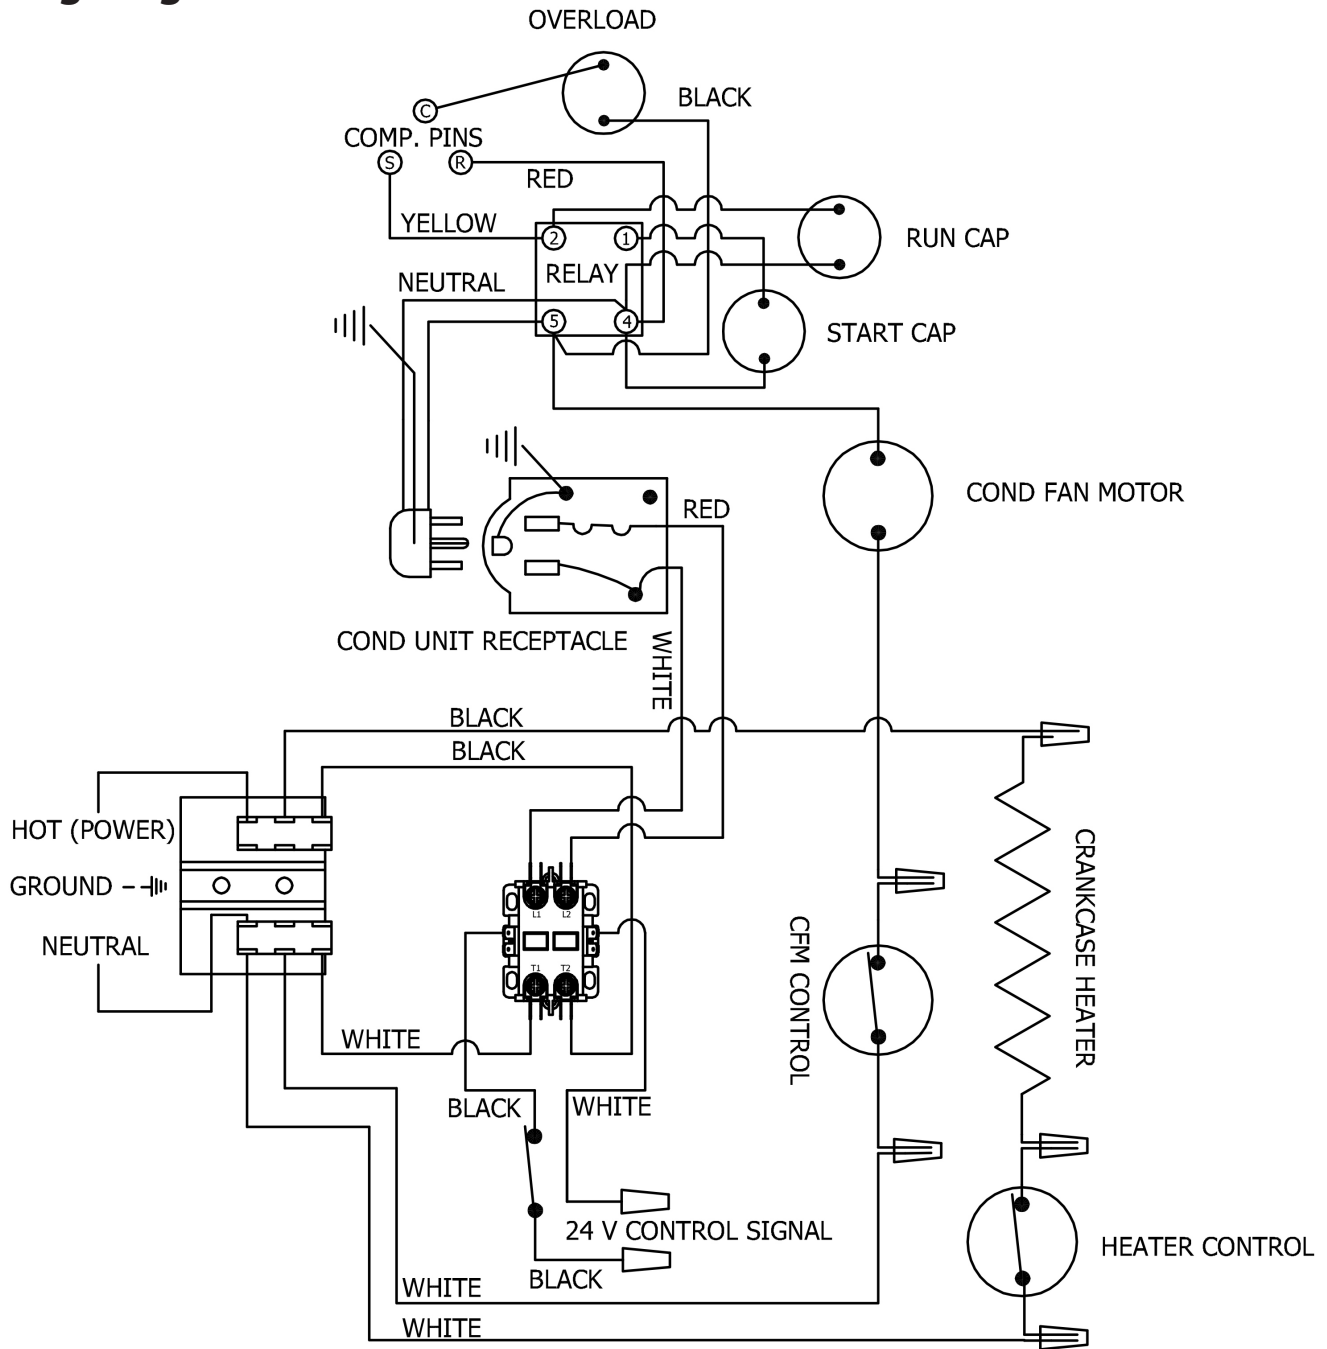 OVERLOAD
BLACK
C
COMP. PINS
S
R
RED
YELLOW
2
1
RUN CAP
RELAY
NEUTRAL
5
4
START CAP
COND FAN MOTOR
RED
COND UNIT RECEPTACLE
WHITE
BLACK
BLACK
HOT (POWER)
GROUND
NEUTRAL
L1
L2
T1
T2
CFM CONTROL
CRANKCASE HEATER
WHITE
BLACK
WHITE
24 V CONTROL SIGNAL
BLACK
HEATER CONTROL
WHITE
WHITE